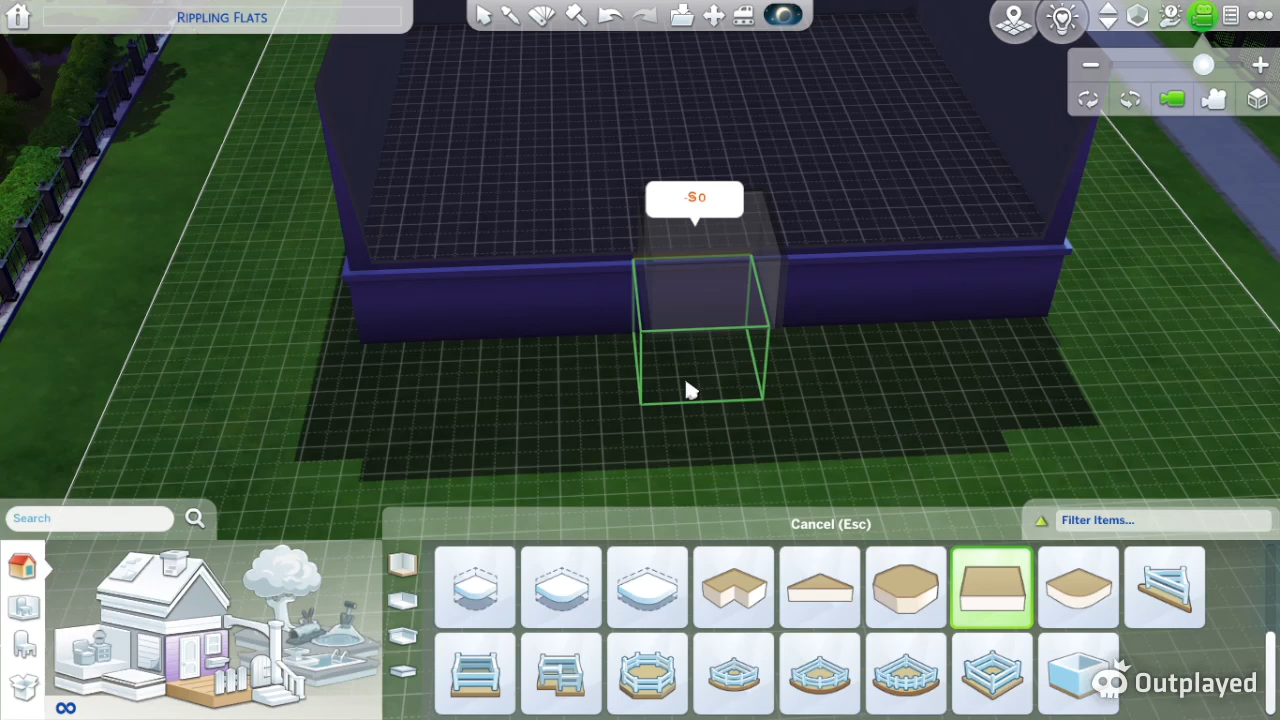 RIPPLING FLATS
-§0
Search
Cancel (Esc)
Filter Items...
Outplayed